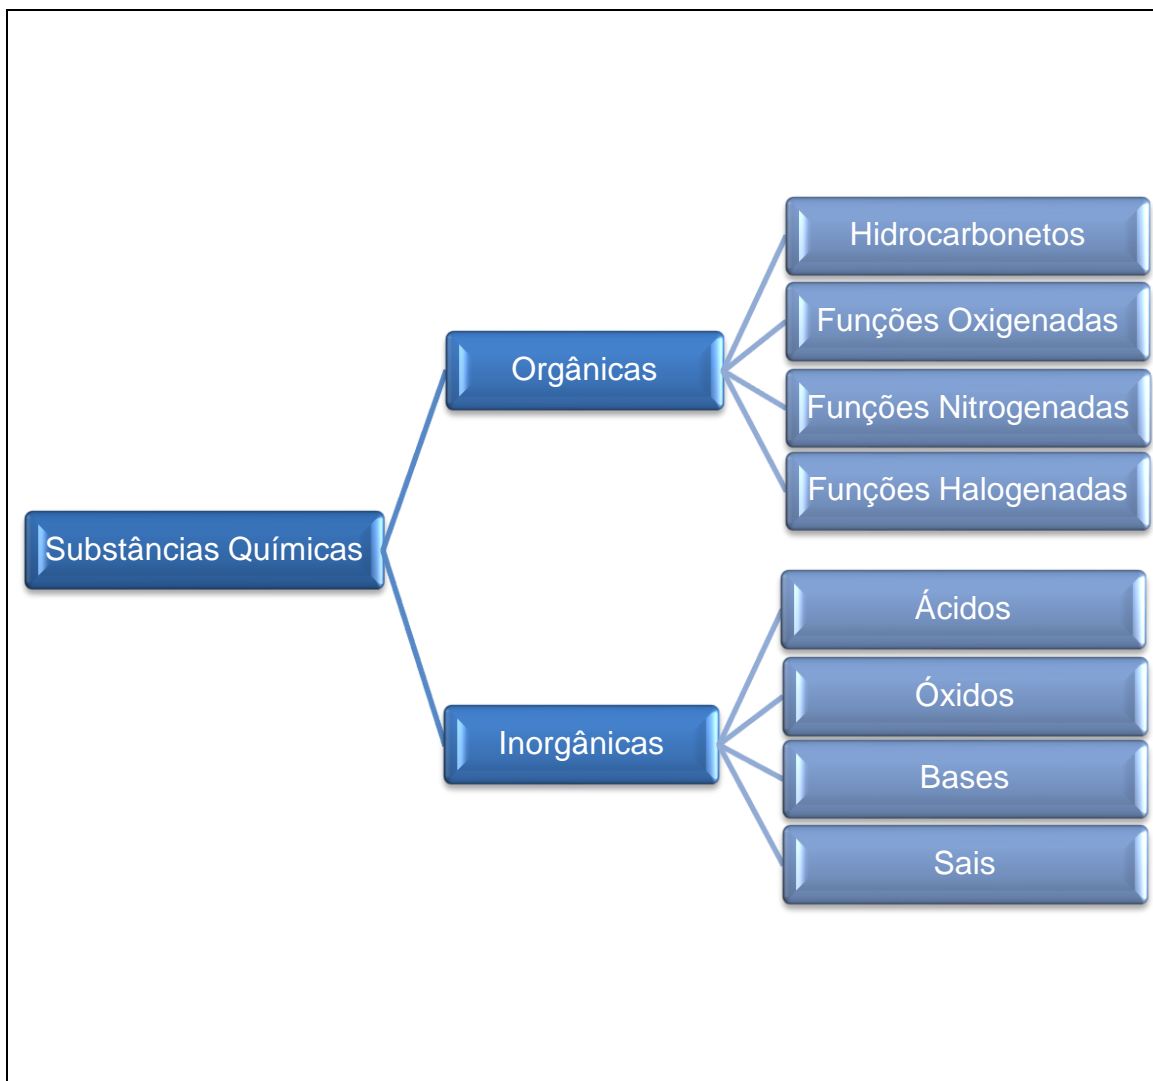 Substâncias Químicas
Orgânicas
Hidrocarbonetos
Funções Oxigenadas
Funções Nitrogenadas
Funções Halogenadas
Inorgânicas
Ácidos
Óxidos
Bases
Sais